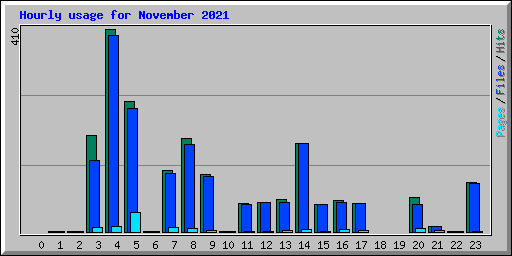 Hourly usage for November 2021
410
Pages/Files/Hits
0 1 2 3 4 5 6 7 8 9 10 11 12 13 14 15 16 17 18 19 20 21 22 23